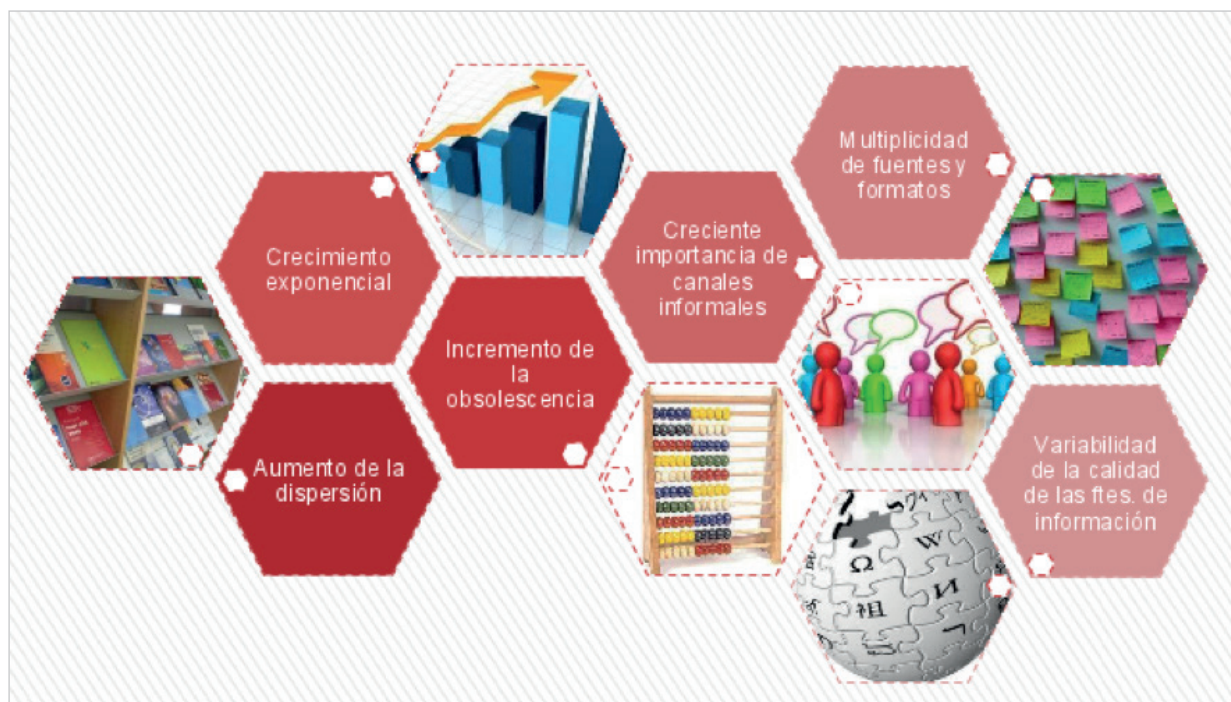 Crecimiento
exponencial
Aumento de la
dispersión
Incremento de
la
obsolescencia
Creciente
importancia de
canales
informales
Multiplicidad
de fuentes y
formatos
Variabilidad
de la calidad
de las ftes. de
información
Ω
W
祖
И